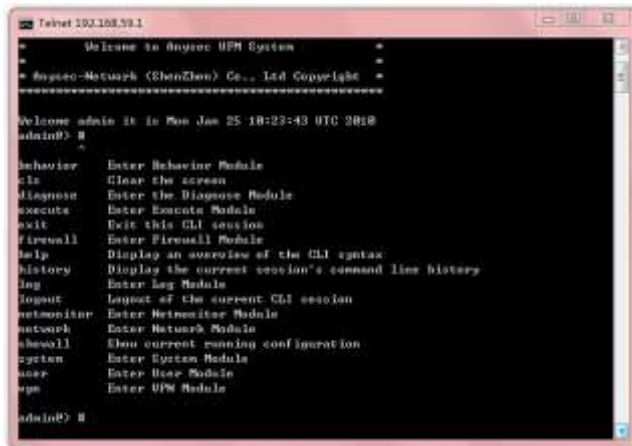 Telnet 192.168.59.1
* Welcome to Anysec VPN System *
* *
* Anysec-Network (ShenZhen) Co., Ltd Copyright *
**************************************************
Welcome admin it is Mon Jan 25 10:23:43 UTC 2010
admin@> #
^
behavior Enter Behavior Module
cls Clear the screen
diagnose Enter the Diagnose Module
execute Enter Execute Module
exit Exit this CLI session
firewall Enter Firewall Module
help Display an overview of the CLI syntax
history Display the current session's command line history
log Enter Log Module
logout Logout of the current CLI session
netmonitor Enter Netmonitor Module
network Enter Network Module
showall Show current running configuration
system Enter System Module
user Enter User Module
vpn Enter VPN Module
admin@> #